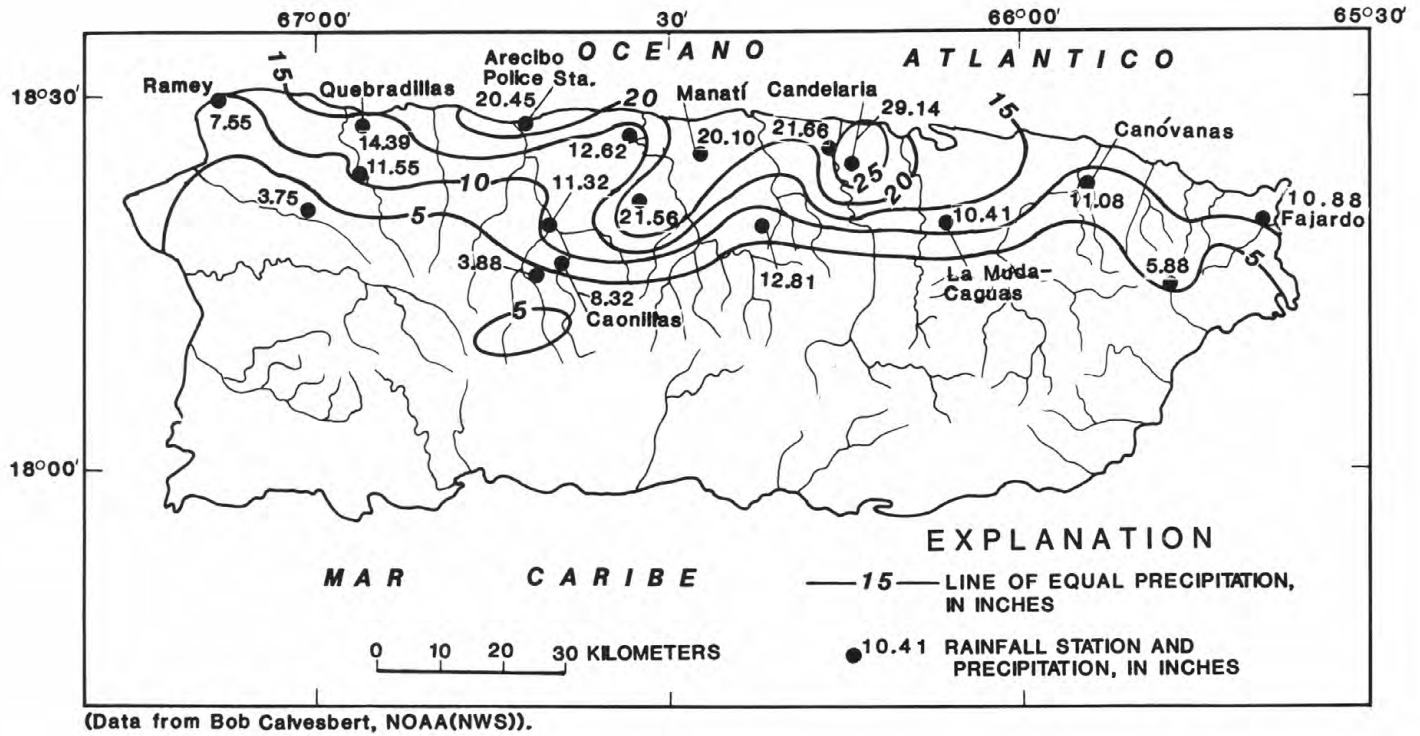 67°00' 30' 66°00' 65°30'
OCEANO ATLANTICO
18°30'
18°00'
Ramey
7.55
15
Quebradillas
14.39
11.55
Arecibo
Police Sta.
20.45
20
Manatí
20.10
Candelaria
21.66
29.14
15
Canóvanas
11.08
12.62
25
20
10
11.32
21.56
3.75
5
10.41
10.88
Fajardo
3.88
12.81
La Muda-
Caguas
5.88
5
8.32
Caonillas
5
MAR CARIBE
0 10 20 30 KILOMETERS
EXPLANATION
15 LINE OF EQUAL PRECIPITATION,
IN INCHES
10.41 RAINFALL STATION AND
PRECIPITATION, IN INCHES
(Data from Bob Calvesbert, NOAA(NWS)).